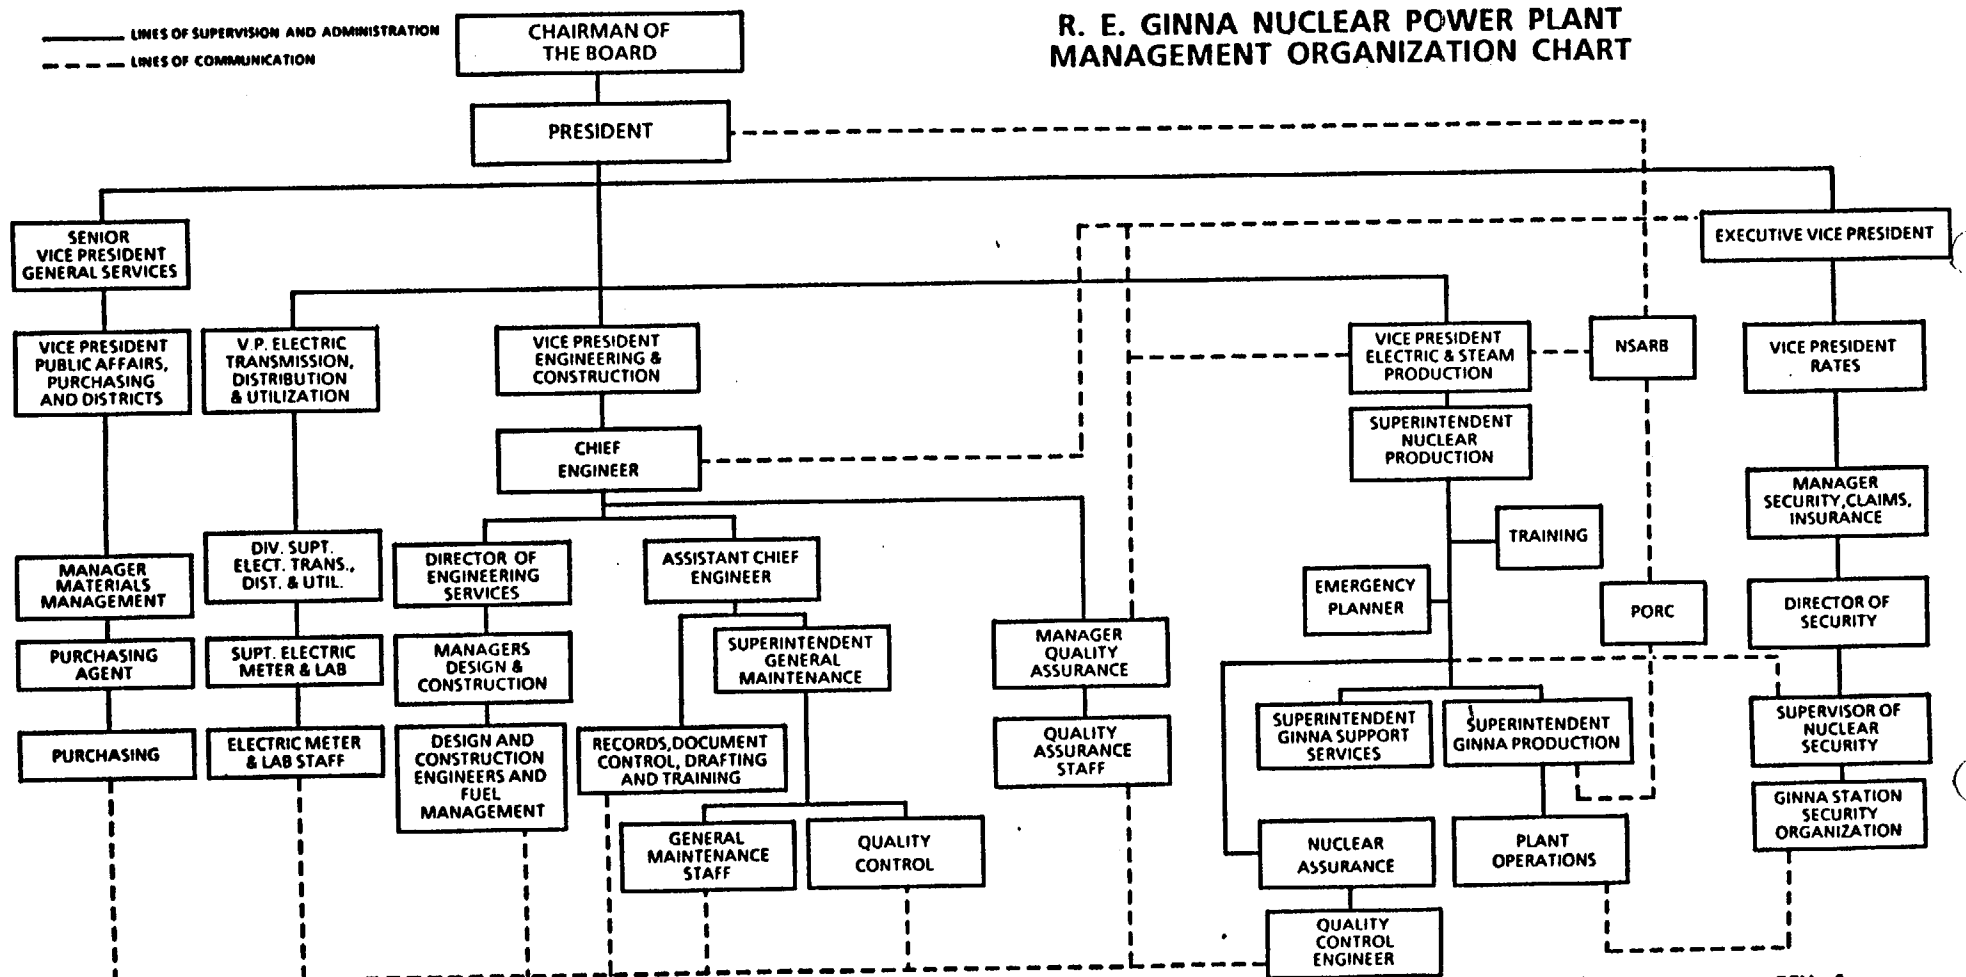 R. E. GINNA NUCLEAR POWER PLANT
MANAGEMENT ORGANIZATION CHART
LINES OF SUPERVISION AND ADMINISTRATION
LINES OF COMMUNICATION
CHAIRMAN OF
THE BOARD
PRESIDENT
SENIOR
VICE PRESIDENT
GENERAL SERVICES
EXECUTIVE VICE PRESIDENT
VICE PRESIDENT
PUBLIC AFFAIRS,
PURCHASING
AND DISTRICTS
V.P. ELECTRIC
TRANSMISSION,
DISTRIBUTION
& UTILIZATION
VICE PRESIDENT
ENGINEERING &
CONSTRUCTION
VICE PRESIDENT
ELECTRIC & STEAM
PRODUCTION
NSARB
VICE PRESIDENT
RATES
CHIEF
ENGINEER
SUPERINTENDENT
NUCLEAR
PRODUCTION
MANAGER
SECURITY, CLAIMS,
INSURANCE
TRAINING
MANAGER
MATERIALS
MANAGEMENT
DIV. SUPT.
ELECT. TRANS.,
DIST. & UTIL.
DIRECTOR OF
ENGINEERING
SERVICES
ASSISTANT CHIEF
ENGINEER
EMERGENCY
PLANNER
PORC
DIRECTOR OF
SECURITY
PURCHASING
AGENT
SUPT. ELECTRIC
METER & LAB
MANAGERS
DESIGN &
CONSTRUCTION
SUPERINTENDENT
GENERAL
MAINTENANCE
MANAGER
QUALITY
ASSURANCE
PURCHASING
ELECTRIC METER
& LAB STAFF
DESIGN AND
CONSTRUCTION
ENGINEERS AND
FUEL
MANAGEMENT
RECORDS, DOCUMENT
CONTROL, DRAFTING
AND TRAINING
QUALITY
ASSURANCE
STAFF
SUPERINTENDENT
GINNA SUPPORT
SERVICES
SUPERINTENDENT
GINNA PRODUCTION
SUPERVISOR OF
NUCLEAR
SECURITY
GENERAL
MAINTENANCE
STAFF
QUALITY
CONTROL
NUCLEAR
ASSURANCE
PLANT
OPERATIONS
GINNA STATION
SECURITY
ORGANIZATION
QUALITY
CONTROL
ENGINEER